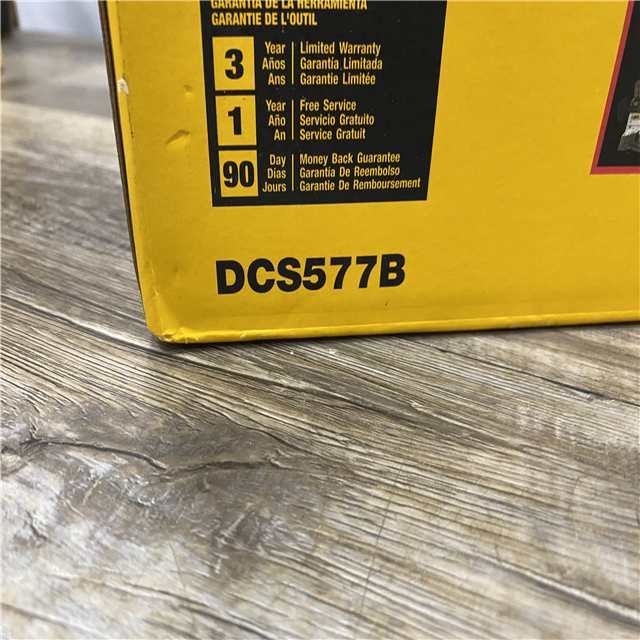 GARANTÍA DE LA HERRAMIENTA
GARANTIE DE L'OUTIL
3 Year Limited Warranty
Años Garantía Limitada
Ans Garantie Limitée
1 Year Free Service
Año Servicio Gratuito
An Service Gratuit
90 Day Money Back Guarantee
Días Garantía De Reembolso
Jours Garantie De Remboursement
DCS577B